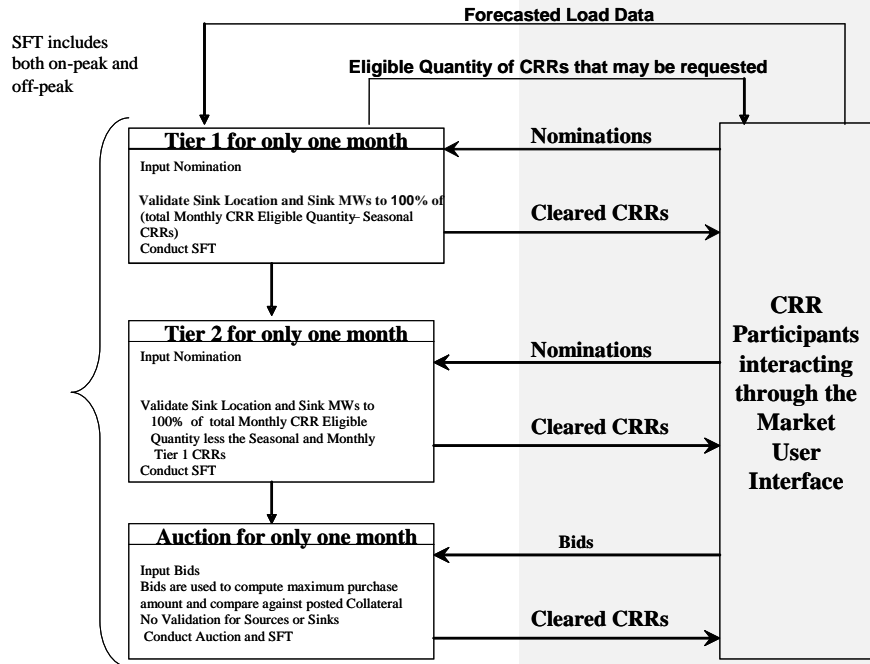 Forecasted Load Data
SFT includes
both on-peak and
off-peak
Eligible Quantity of CRRs that may be requested
Tier 1 for only one month
Input Nomination
Validate Sink Location and Sink MWs to 100% of
(total Monthly CRR Eligible Quantity– Seasonal
CRRs)
Conduct SFT
Nominations
Cleared CRRs
Tier 2 for only one month
Input Nomination
Validate Sink Location and Sink MWs to
100% of total Monthly CRR Eligible
Quantity less the Seasonal and Monthly
Tier 1 CRRs
Conduct SFT
Nominations
Cleared CRRs
Auction for only one month
Input Bids
Bids are used to compute maximum purchase
amount and compare against posted Collateral
No Validation for Sources or Sinks
Conduct Auction and SFT
Bids
Cleared CRRs
CRR
Participants
interacting
through the
Market
User
Interface